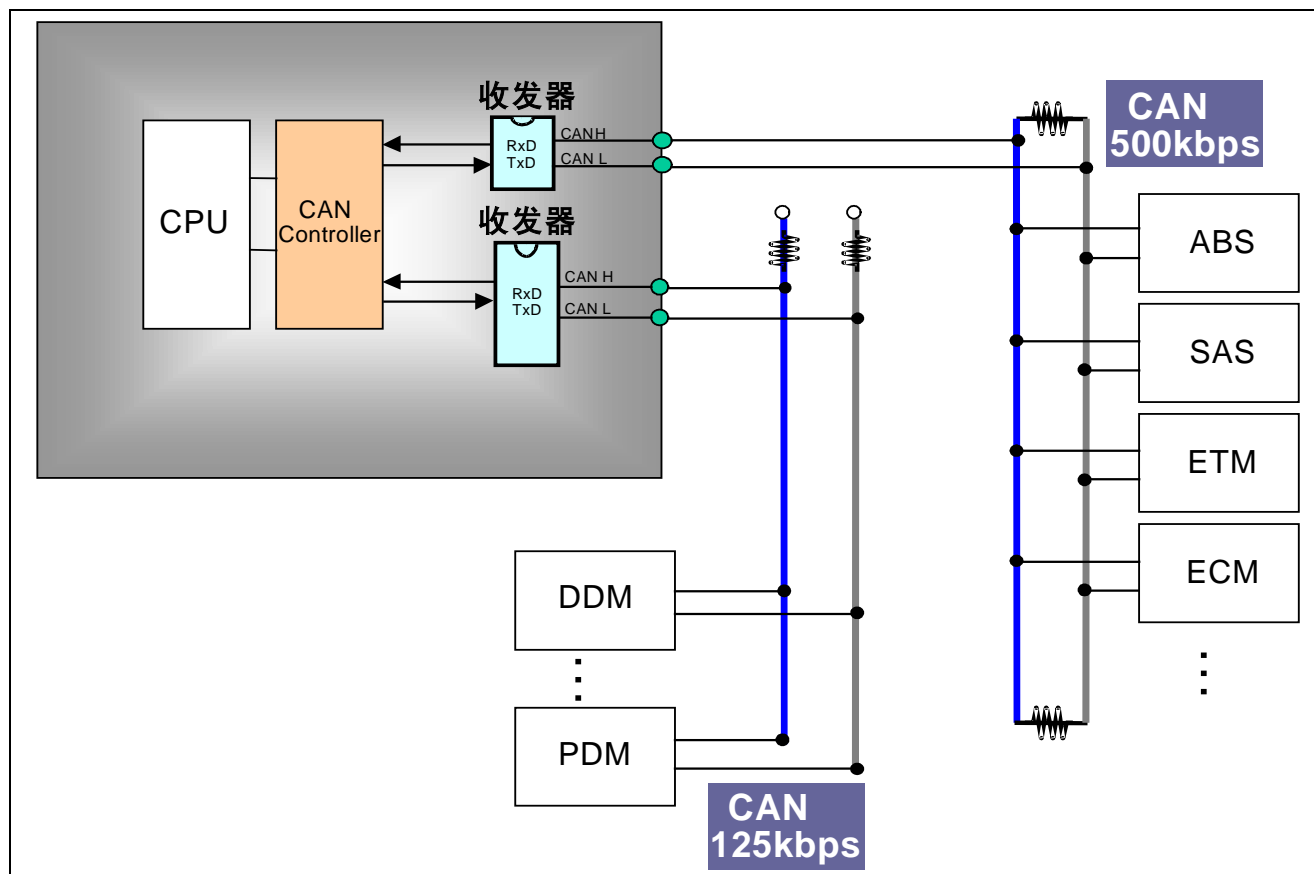 收发器
CAN
500kbps
CANH
RxD
TxD
CAN L
CPU
CAN
Controller
收发器
ABS
CAN H
RxD
TxD
CAN L
SAS
ETM
ECM
DDM
PDM
CAN
125kbps